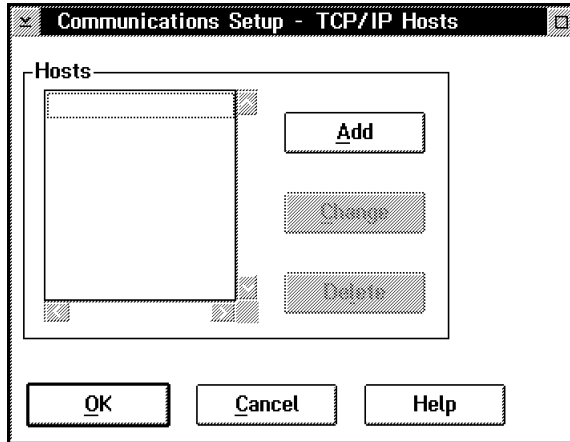 Communications Setup - TCP/IP Hosts
Hosts
Add
Change
Delete
OK
Cancel
Help